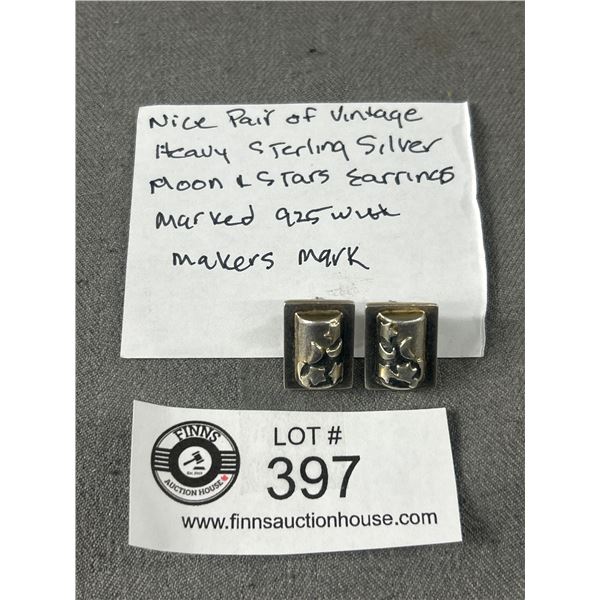 Nice Pair of Vintage
Heavy Sterling Silver
Moon & Stars Earrings
Marked 925 with
Makers Mark
FINNS
AUCTION HOUSE
LOT #
397
www.finnsauctionhouse.com